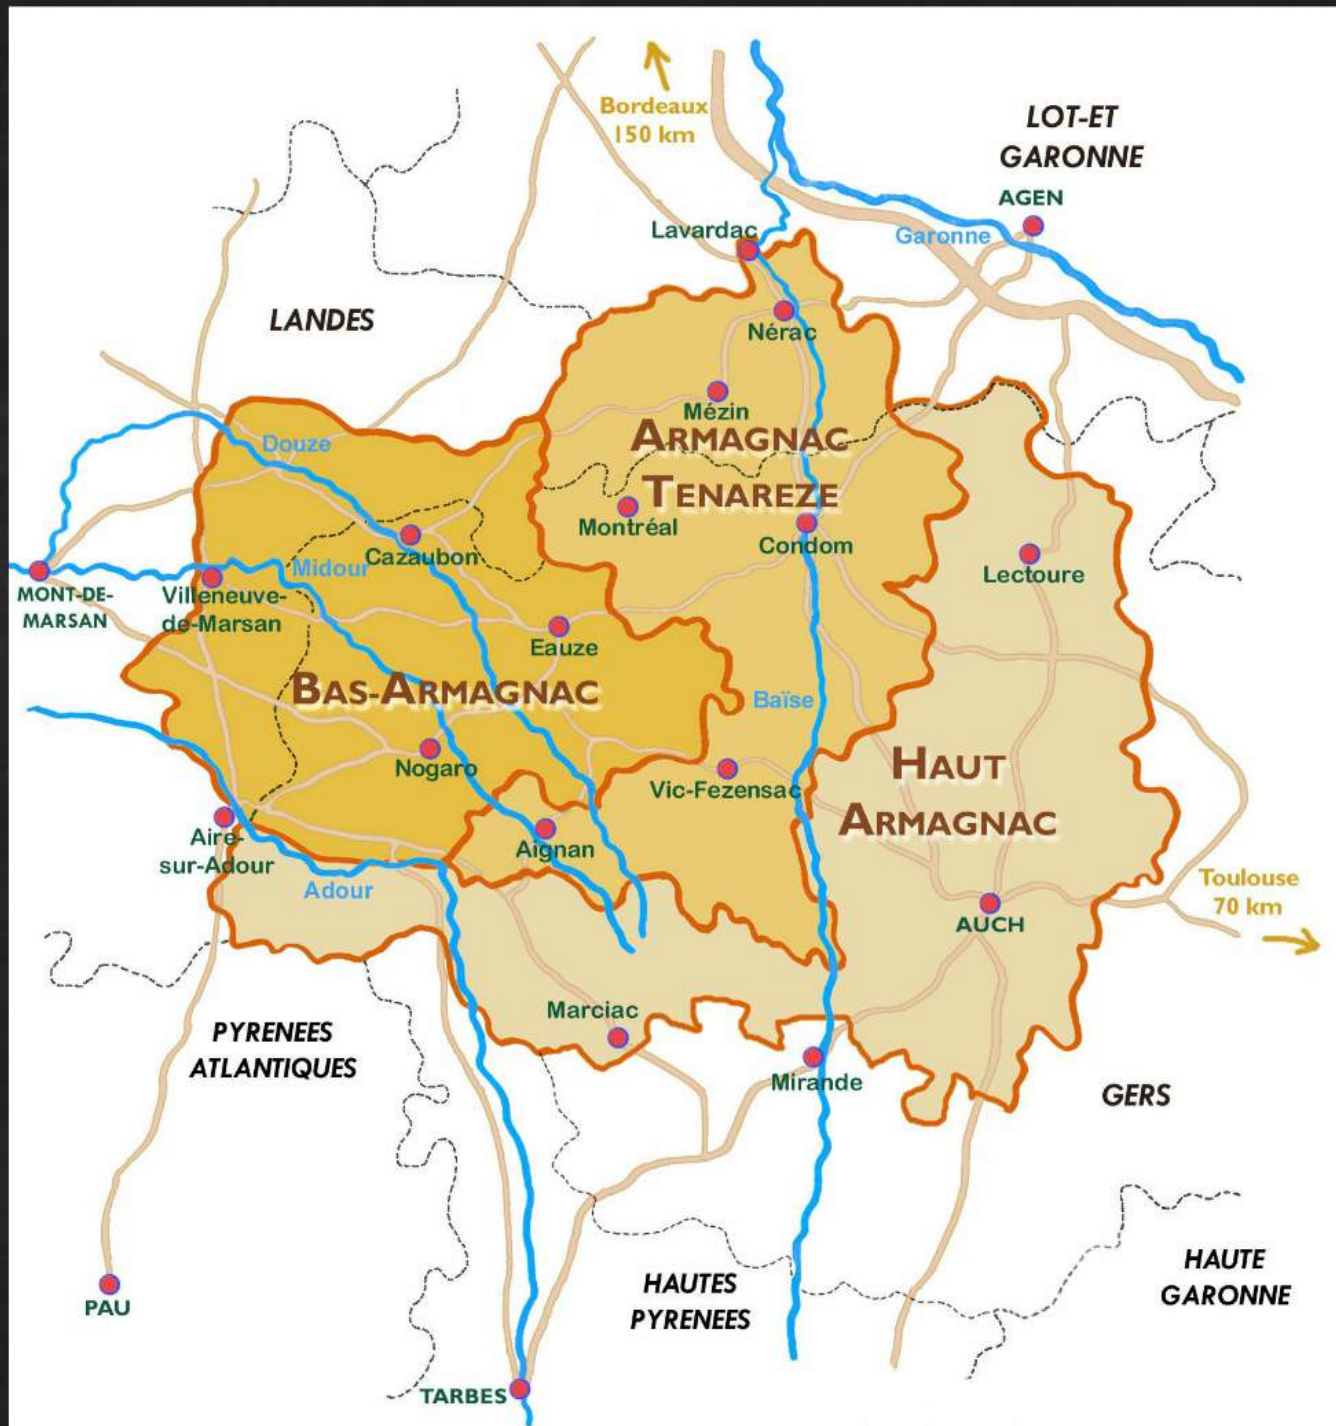 Bordeaux
150 km
LOT-ET
GARONNE
AGEN
Lavardac
Garonne
LANDES
Nérac
Mézin
ARMAGNAC
TENAREZE
Douze
Montréal
Condom
Cazaubon
Lectoure
Midour
MONT-DE-
MARSAN
Villeneuve-
de-Marsan
Eauze
BAS-ARMAGNAC
Baïse
Nogaro
Vic-Fezensac
HAUT
ARMAGNAC
Aire-
sur-Adour
Aignan
Adour
Toulouse
70 km
AUCH
Marciac
PYRENEES
ATLANTIQUES
Mirande
GERS
PAU
HAUTES
PYRENEES
HAUTE
GARONNE
TARBES